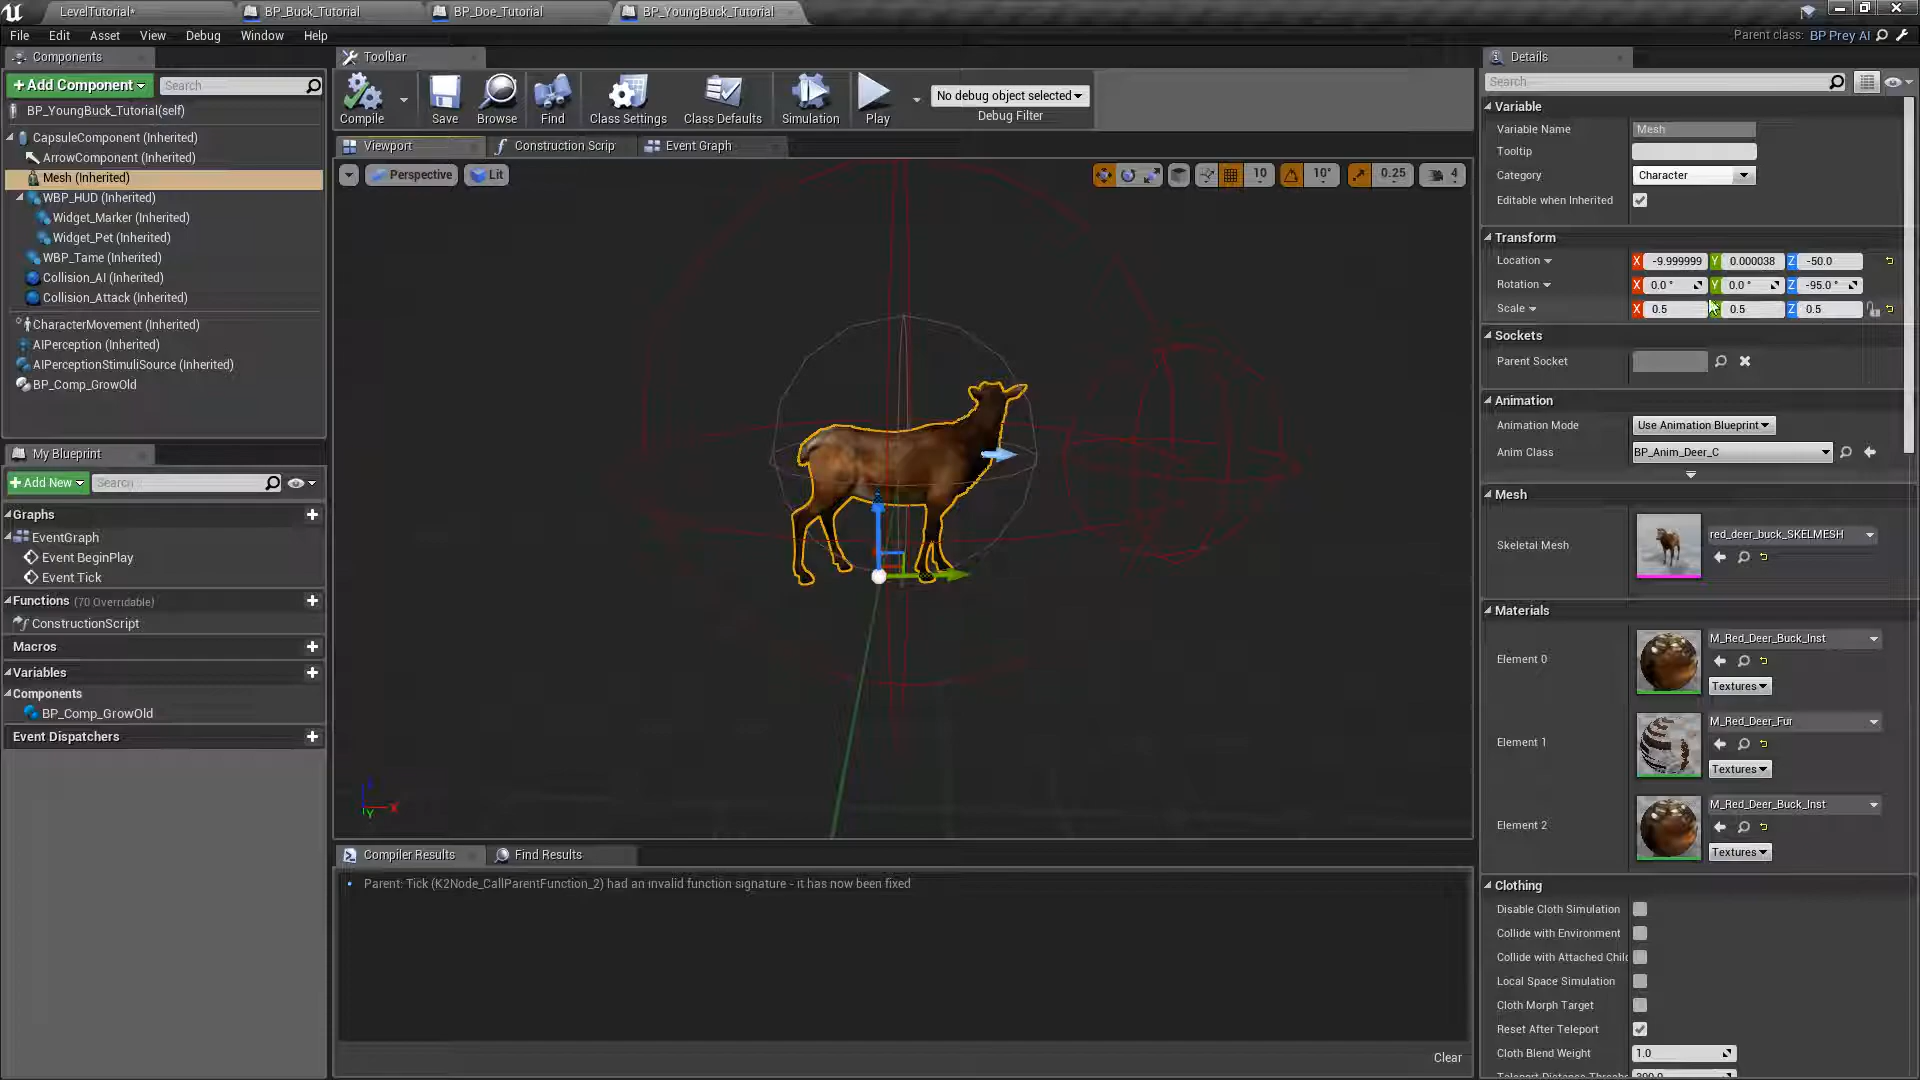 LevelTutorial*
BP_Buck_Tutorial
BP_Doe_Tutorial
BP_YoungBuck_Tutorial
File Edit Asset View Debug Window Help
Parent class: BP Prey AI
Components
+Add Component
Search
BP_YoungBuck_Tutorial(self)
CapsuleComponent (Inherited)
ArrowComponent (Inherited)
Mesh (Inherited)
WBP_HUD (Inherited)
Widget_Marker (Inherited)
Widget_Pet (Inherited)
WBP_Tame (Inherited)
Collision_AI (Inherited)
Collision_Attack (Inherited)
CharacterMovement (Inherited)
AIPerception (Inherited)
AIPerceptionStimuliSource (Inherited)
BP_Comp_GrowOld
My Blueprint
+Add New
Search
Graphs
EventGraph
Event BeginPlay
Event Tick
Functions (70 Overridable)
ConstructionScript
Macros
Variables
Components
BP_Comp_GrowOld
Event Dispatchers
Toolbar
Compile
Save
Browse
Find
Class Settings
Class Defaults
Simulation
Play
No debug object selected
Debug Filter
Viewport
Construction Scrip
Event Graph
Perspective
Lit
10
10°
0.25
4
Z
X
Y
Compiler Results
Find Results
Parent: Tick (K2Node_CallParentFunction_2) had an invalid function signature - it has now been fixed
Clear
Details
Search
Variable
Variable Name Mesh
Tooltip
Category Character
Editable when Inherited
Transform
Location X -9.999999 Y 0.000038 Z -50.0
Rotation X 0.0 ° Y 0.0 ° Z -95.0 °
Scale X 0.5 Y 0.5 Z 0.5
Sockets
Parent Socket
Animation
Animation Mode Use Animation Blueprint
Anim Class BP_Anim_Deer_C
Mesh
Skeletal Mesh red_deer_buck_SKELMESH
Materials
Element 0 M_Red_Deer_Buck_Inst
Textures
Element 1 M_Red_Deer_Fur
Textures
Element 2 M_Red_Deer_Buck_Inst
Textures
Clothing
Disable Cloth Simulation
Collide with Environment
Collide with Attached Chil
Local Space Simulation
Cloth Morph Target
Reset After Teleport
Cloth Blend Weight 1.0